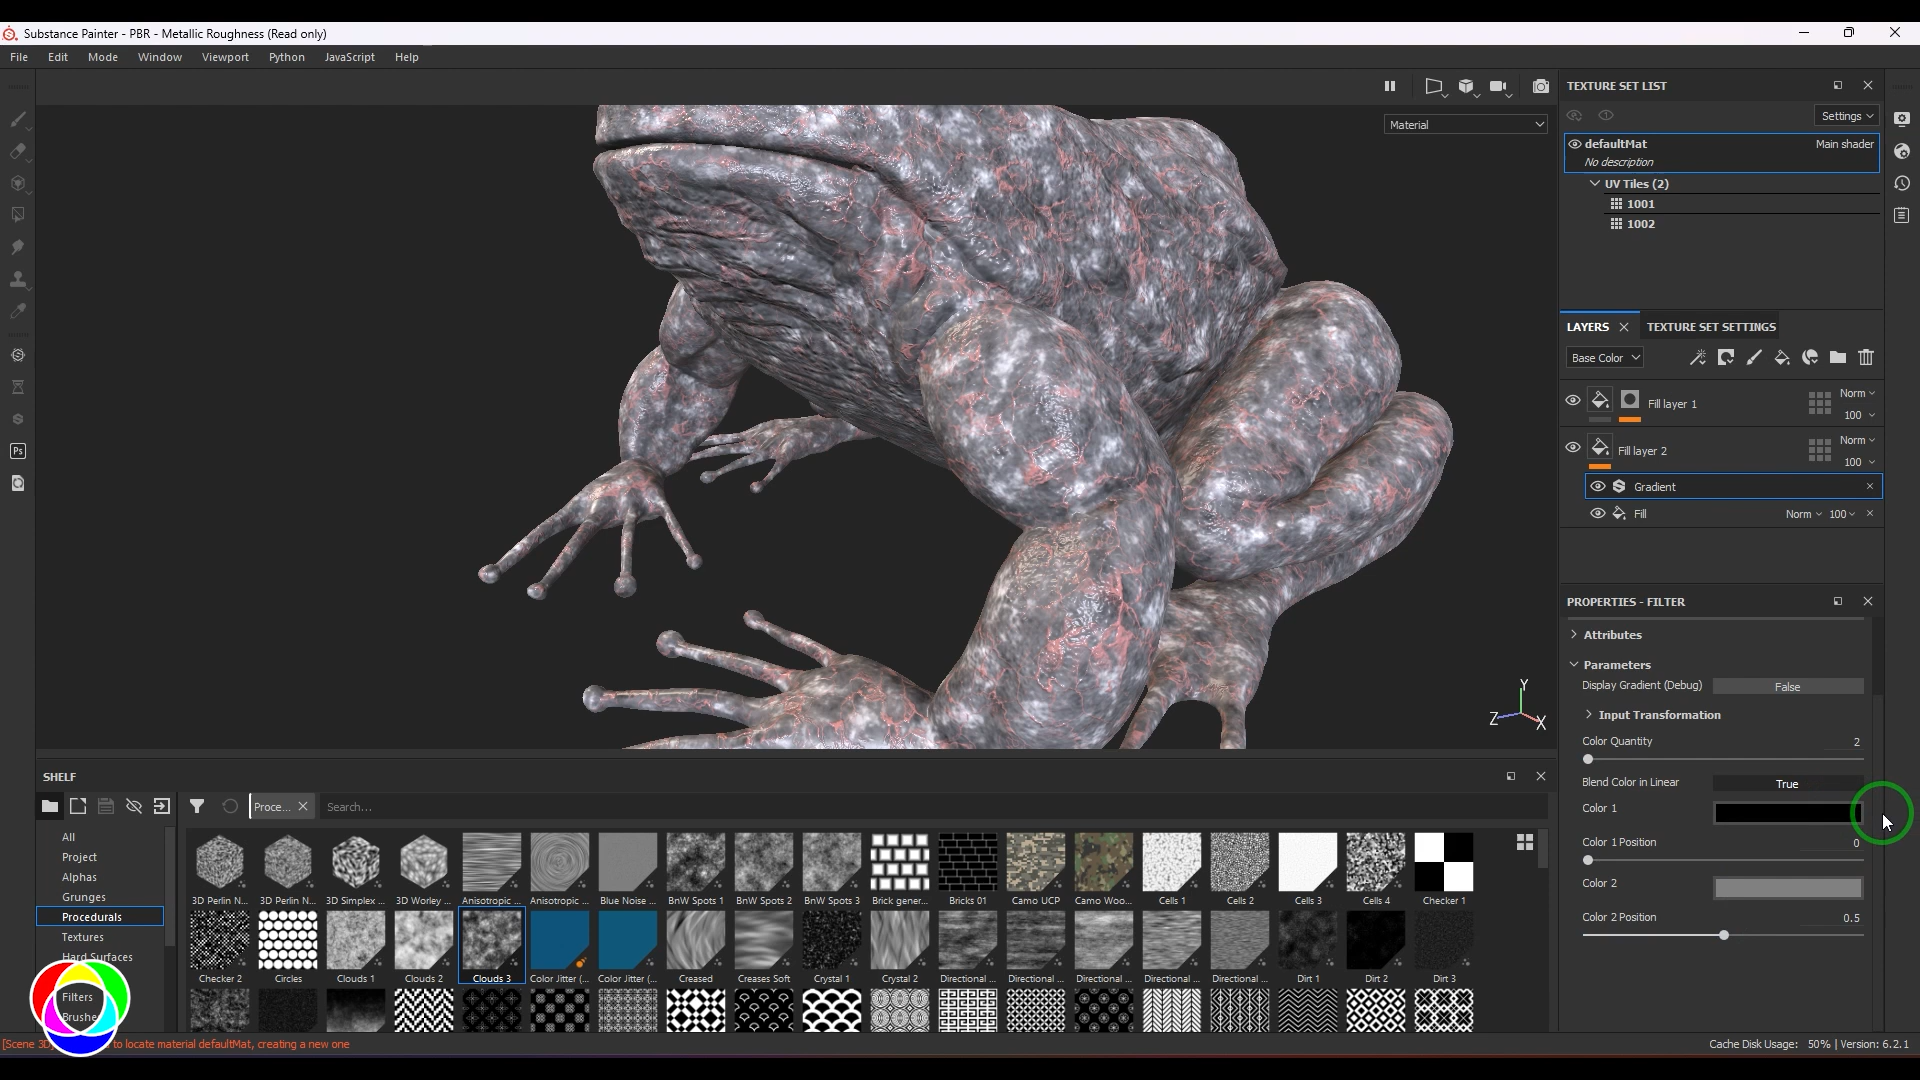 Substance Painter - PBR - Metallic Roughness (Read only)
File Edit Mode Window Viewport Python JavaScript Help
Material
TEXTURE SET LIST
Settings
defaultMat Main shader
No description
UV Tiles (2)
1001
1002
LAYERS TEXTURE SET SETTINGS
Base Color
Fill layer 1 Norm
100
Fill layer 2 Norm
100
Gradient
Fill Norm 100
PROPERTIES - FILTER
Attributes
Parameters
Display Gradient (Debug) False
Input Transformation
Color Quantity 2
Blend Color in Linear True
Color 1
Color 1 Position 0
Color 2
Color 2 Position 0.5
Y
Z X
Ps
SHELF
Proce... Search...
All
Project
Alphas
Grunges
Procedurals
Textures
Hard Surfaces
Filters
Brushe
3D Perlin N... 3D Perlin N... 3D Simplex ... 3D Worley ... Anisotropic ... Anisotropic ... Blue Noise ... BnW Spots 1 BnW Spots 2 BnW Spots 3 Brick gener... Bricks 01 Camo UCP Camo Woo... Cells 1 Cells 2 Cells 3 Cells 4 Checker 1
Checker 2 Circles Clouds 1 Clouds 2 Clouds 3 Color Jitter (... Color Jitter (... Creased Creases Soft Crystal 1 Crystal 2 Directional ... Directional ... Directional ... Directional ... Directional ... Dirt 1 Dirt 2 Dirt 3
[Scene 3D] to locate material defaultMat, creating a new one
Cache Disk Usage: 50% | Version: 6.2.1